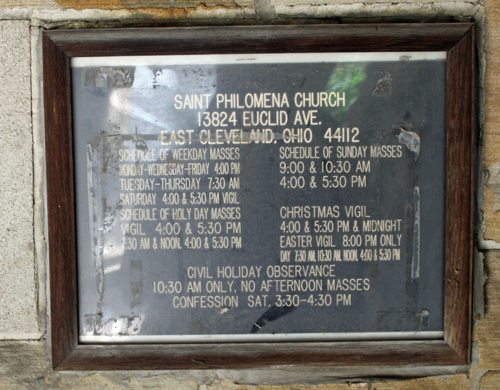 SAINT PHILOMENA CHURCH
13824 EUCLID AVE.
EAST CLEVELAND, OHIO 44112
SCHEDULE OF WEEKDAY MASSES
MONDAY-WEDNESDAY-FRIDAY 4:00 PM
TUESDAY-THURSDAY 7:30 AM
SATURDAY 4:00 & 5:30 PM VIGIL
SCHEDULE OF HOLY DAY MASSES
VIGIL 4:00 & 5:30 PM
7:30 AM & NOON, 4:00 & 5:30 PM
SCHEDULE OF SUNDAY MASSES
9:00 & 10:30 AM
4:00 & 5:30 PM
CHRISTMAS VIGIL
4:00 & 5:30 PM & MIDNIGHT
EASTER VIGIL 8:00 PM ONLY
DAY 7:30 AM, 10:30 AM, NOON, 4:00 & 5:30 PM
CIVIL HOLIDAY OBSERVANCE
10:30 AM ONLY, NO AFTERNOON MASSES
CONFESSION SAT. 3:30-4:30 PM